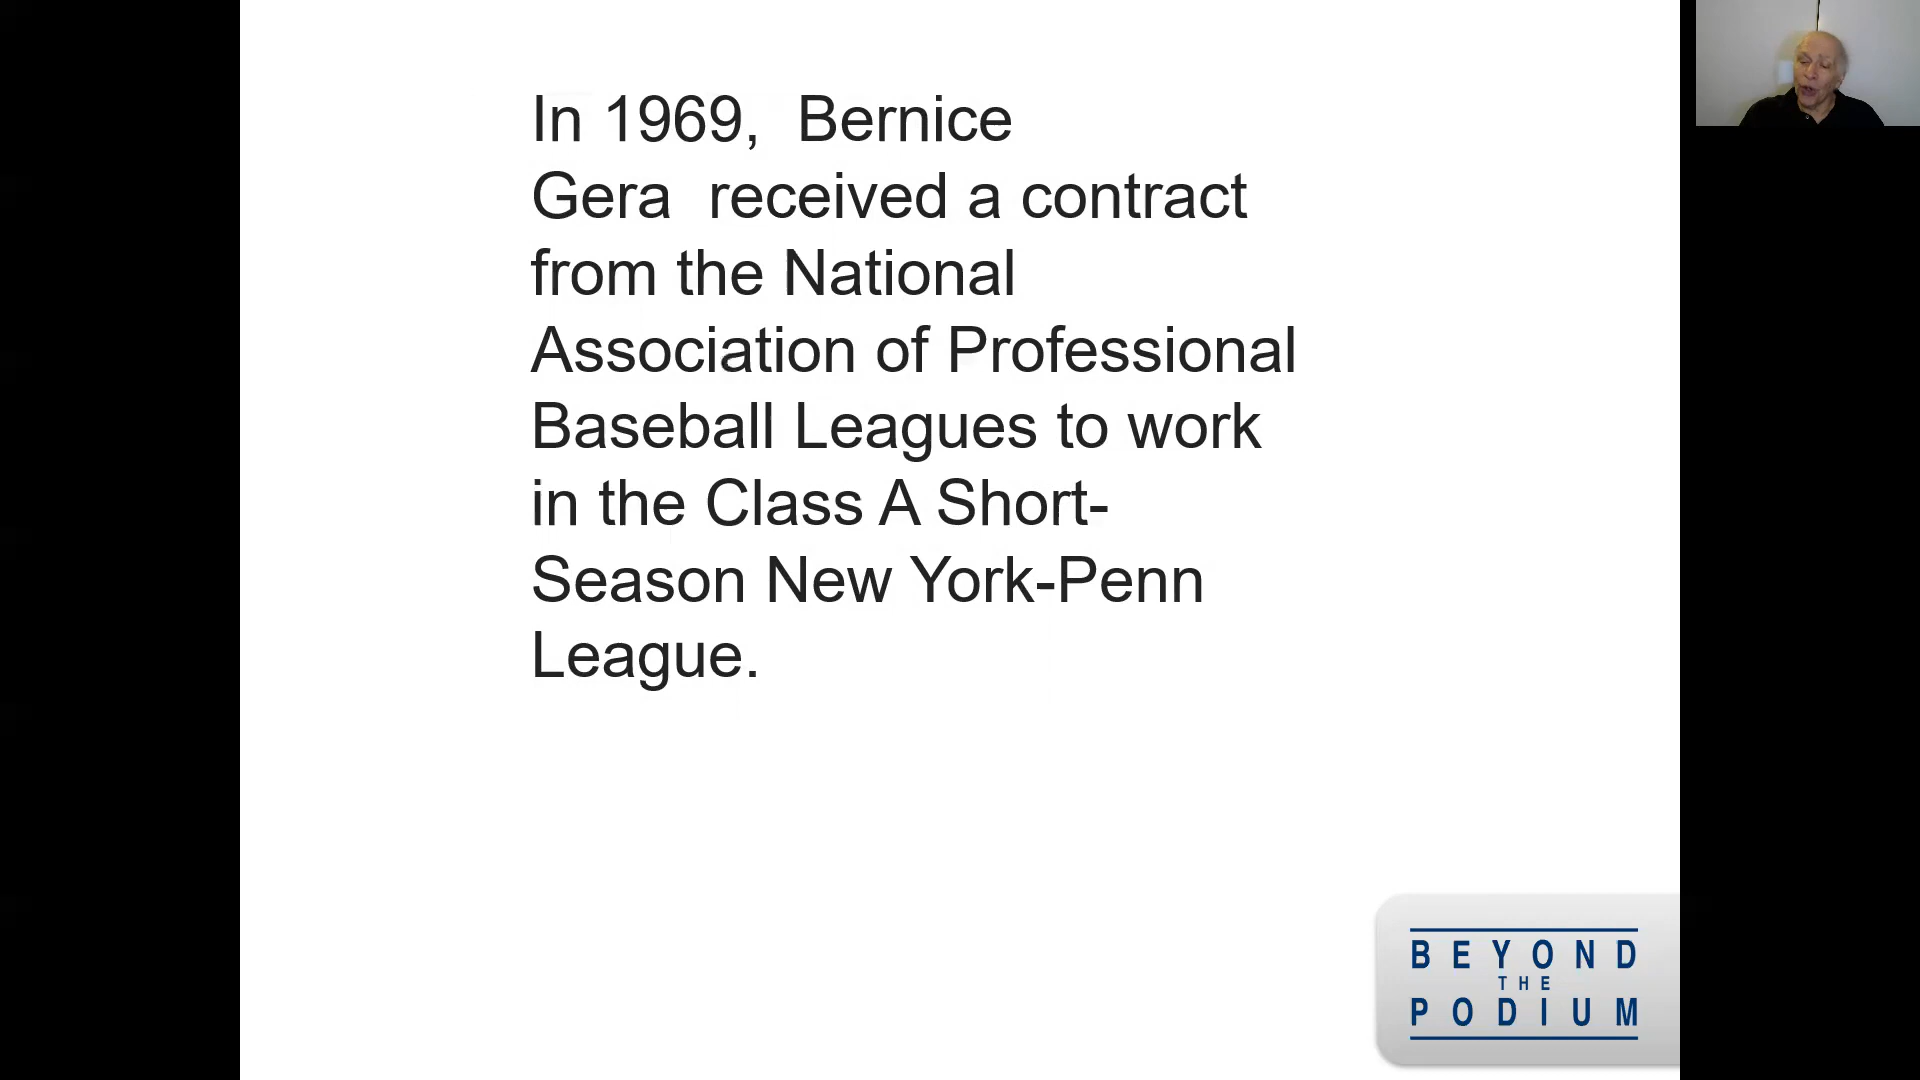 In 1969,  Bernice
Gera  received a contract
from the National
Association of Professional
Baseball Leagues to work
in the Class A Short-
Season New York-Penn
League.
BEYOND
THE
PODIUM